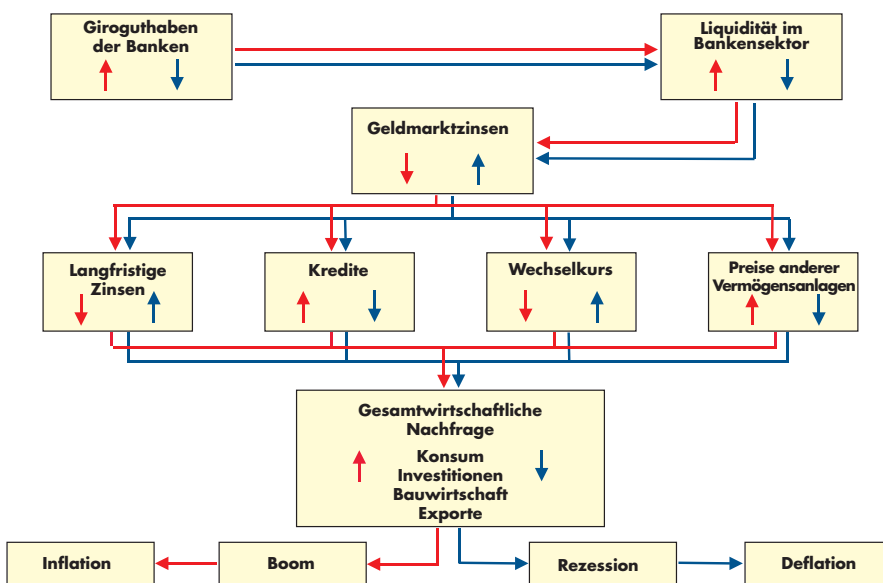 Giroguthaben
der Banken
Liquidität im
Bankensektor
Geldmarktzinsen
Langfristige
Zinsen
Kredite
Wechselkurs
Preise anderer
Vermögensanlagen
Gesamtwirtschaftliche
Nachfrage
Konsum
Investitionen
Bauwirtschaft
Exporte
Inflation
Boom
Rezession
Deflation